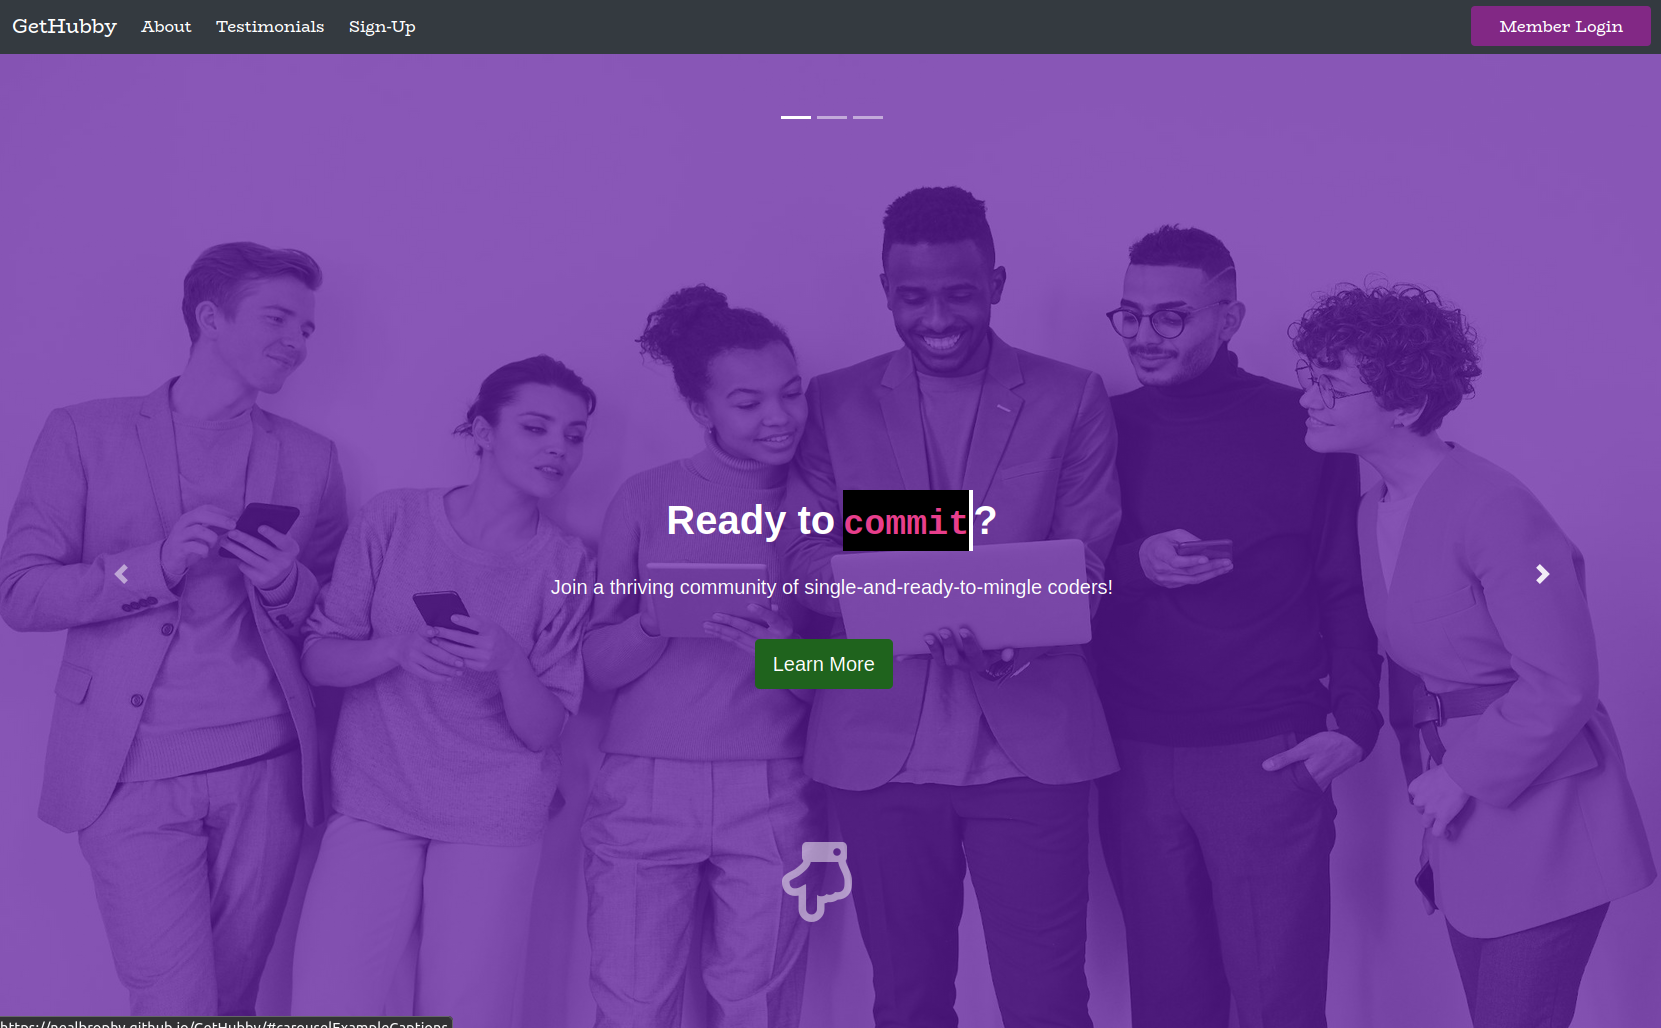 GetHubby About Testimonials Sign-Up Member Login
Ready to commit?
Join a thriving community of single-and-ready-to-mingle coders!
Learn More
https://nealbrophy.github.io/GetHubby/#carouselExampleCaptions